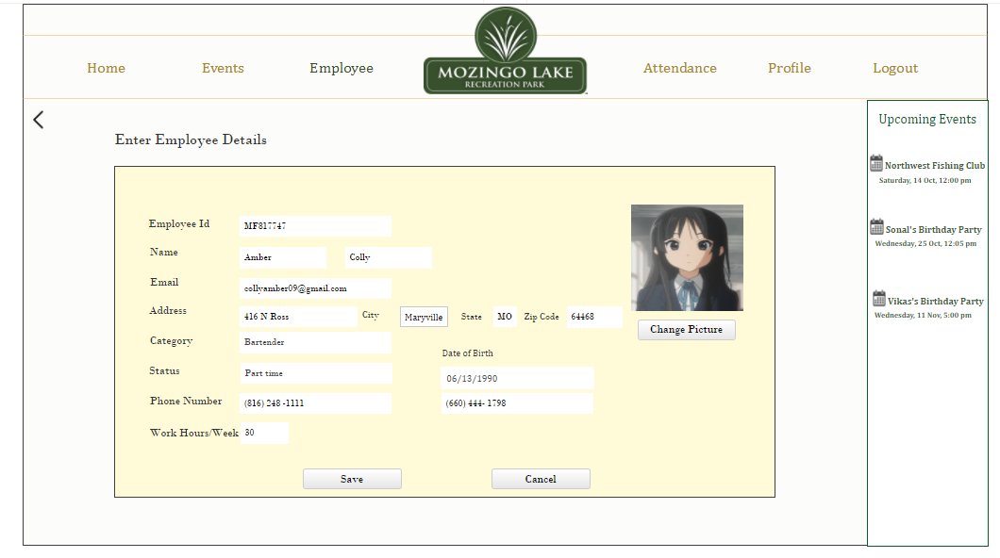 MOZINGO LAKE
RECREATION PARK
Home Events Employee Attendance Profile Logout
Enter Employee Details
Employee Id MF817747
Name Amber Colly
Email collyamber09@gmail.com
Address 416 N Ross City Maryville State MO Zip Code 64468
Change Picture
Category Bartender
Date of Birth
Status Part time 06/13/1990
Phone Number (816) 248 -1111 (660) 444- 1798
Work Hours/Week 30
Save Cancel
Upcoming Events
Northwest Fishing Club
Saturday, 14 Oct, 12:00 pm
Sonal's Birthday Party
Wednesday, 25 Oct, 12:05 pm
Vikas's Birthday Party
Wednesday, 11 Nov, 5:00 pm